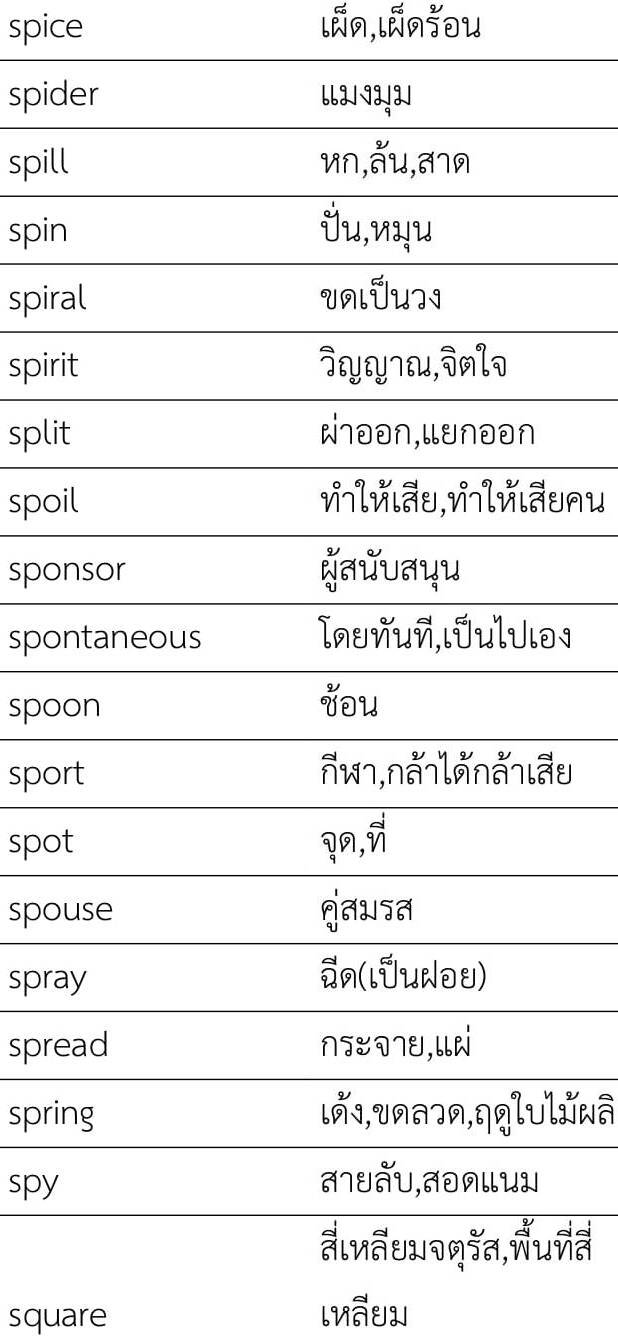 spice เผ็ด,เผ็ดร้อน
spider แมงมุม
spill หก,ล้น,สาด
spin ปั่น,หมุน
spiral ขดเป็นวง
spirit วิญญาณ,จิตใจ
split ผ่าออก,แยกออก
spoil ทำให้เสีย,ทำให้เสียคน
sponsor ผู้สนับสนุน
spontaneous โดยทันที,เป็นไปเอง
spoon ช้อน
sport กีฬา,กล้าได้กล้าเสีย
spot จุด,ที่
spouse คู่สมรส
spray ฉีด(เป็นฝอย)
spread กระจาย,แผ่
spring เด้ง,ขดลวด,ฤดูใบไม้ผลิ
spy สายลับ,สอดแนม
สี่เหลียมจตุรัส,พื้นที่สี่
square เหลียม